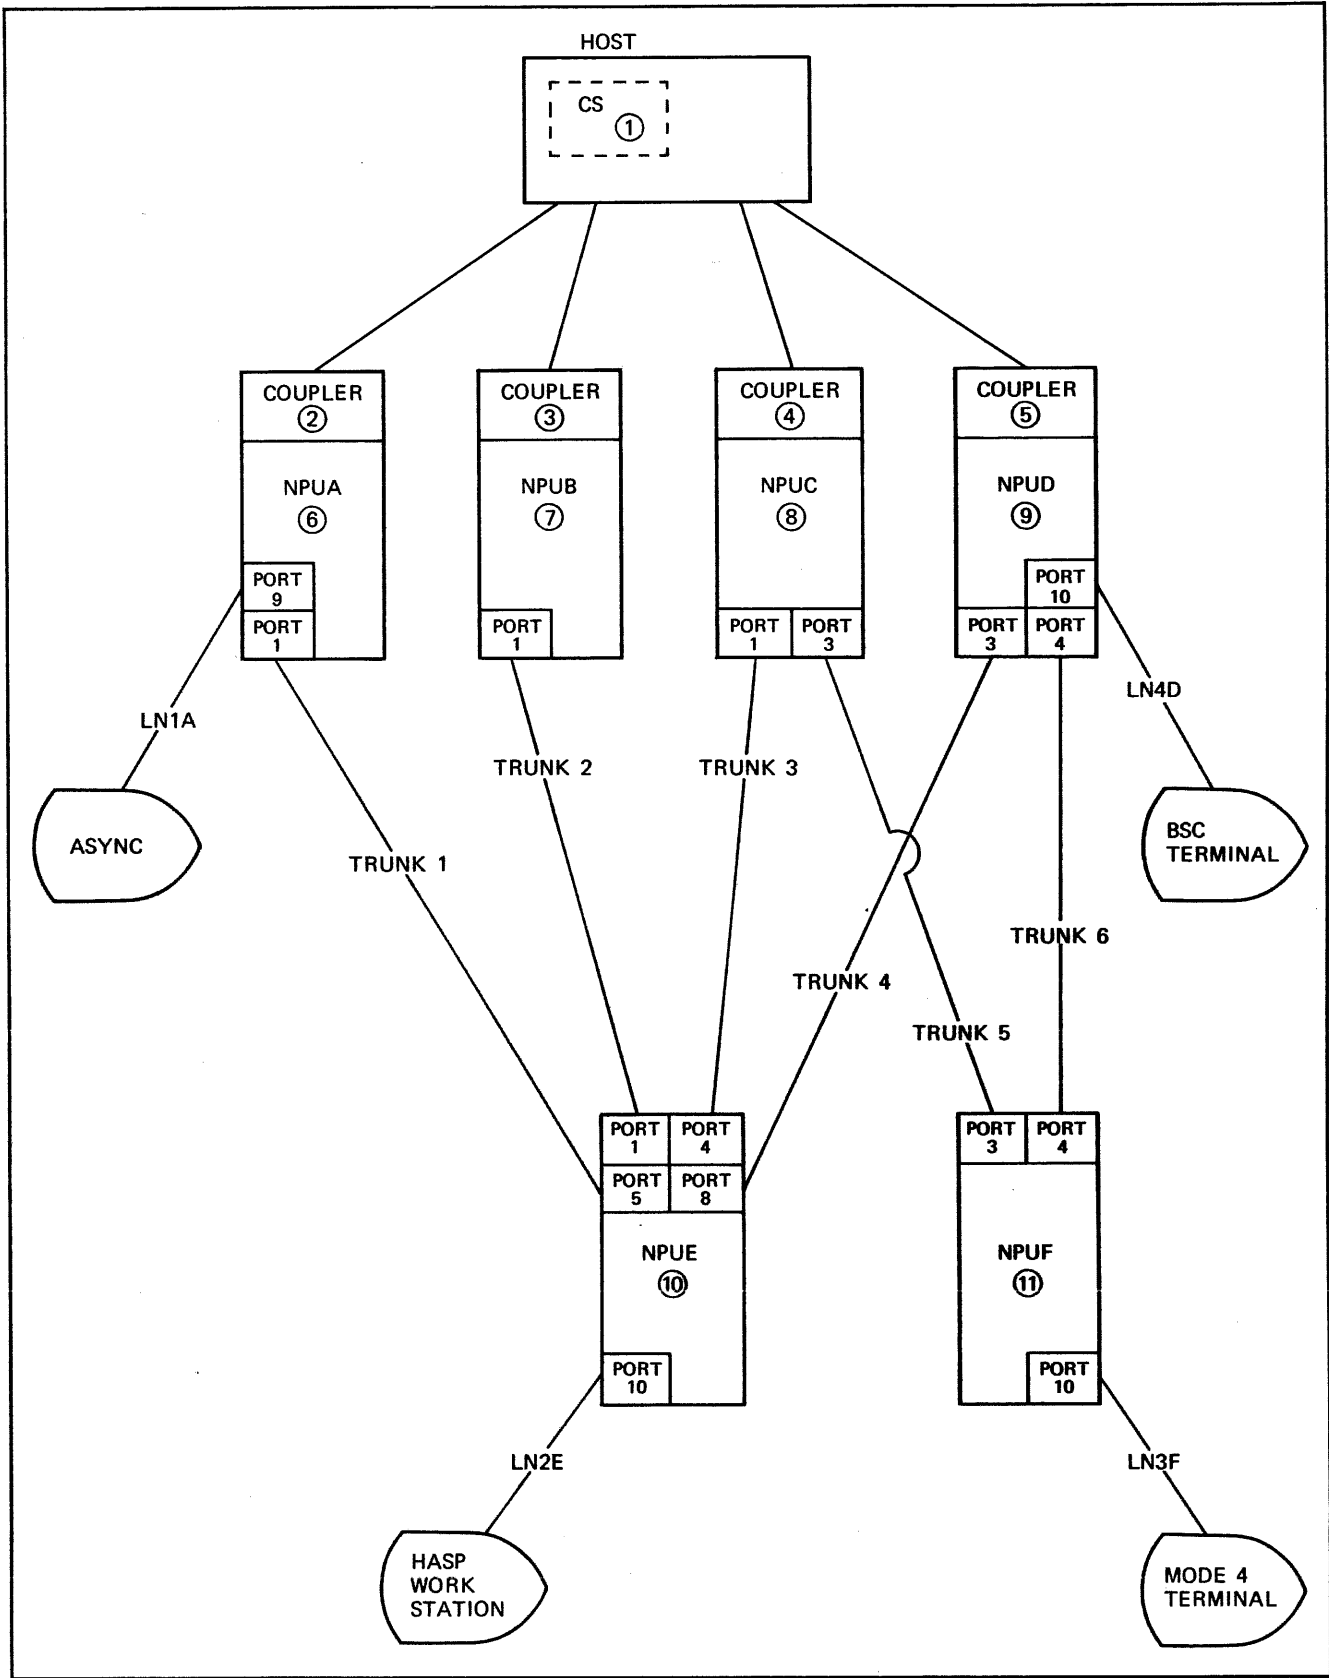 HOST
CS
1
COUPLER
2
COUPLER
3
COUPLER
4
COUPLER
5
NPUA
6
NPUB
7
NPUC
8
NPUD
9
PORT
9
PORT
1
PORT
1
PORT
1
PORT
3
PORT
10
PORT
3
PORT
4
LN1A
LN4D
TRUNK 2
TRUNK 3
ASYNC
TRUNK 1
BSC
TERMINAL
TRUNK 6
TRUNK 4
TRUNK 5
PORT
1
PORT
4
PORT
5
PORT
8
PORT
3
PORT
4
NPUE
10
NPUF
11
PORT
10
PORT
10
LN2E
LN3F
HASP
WORK
STATION
MODE 4
TERMINAL